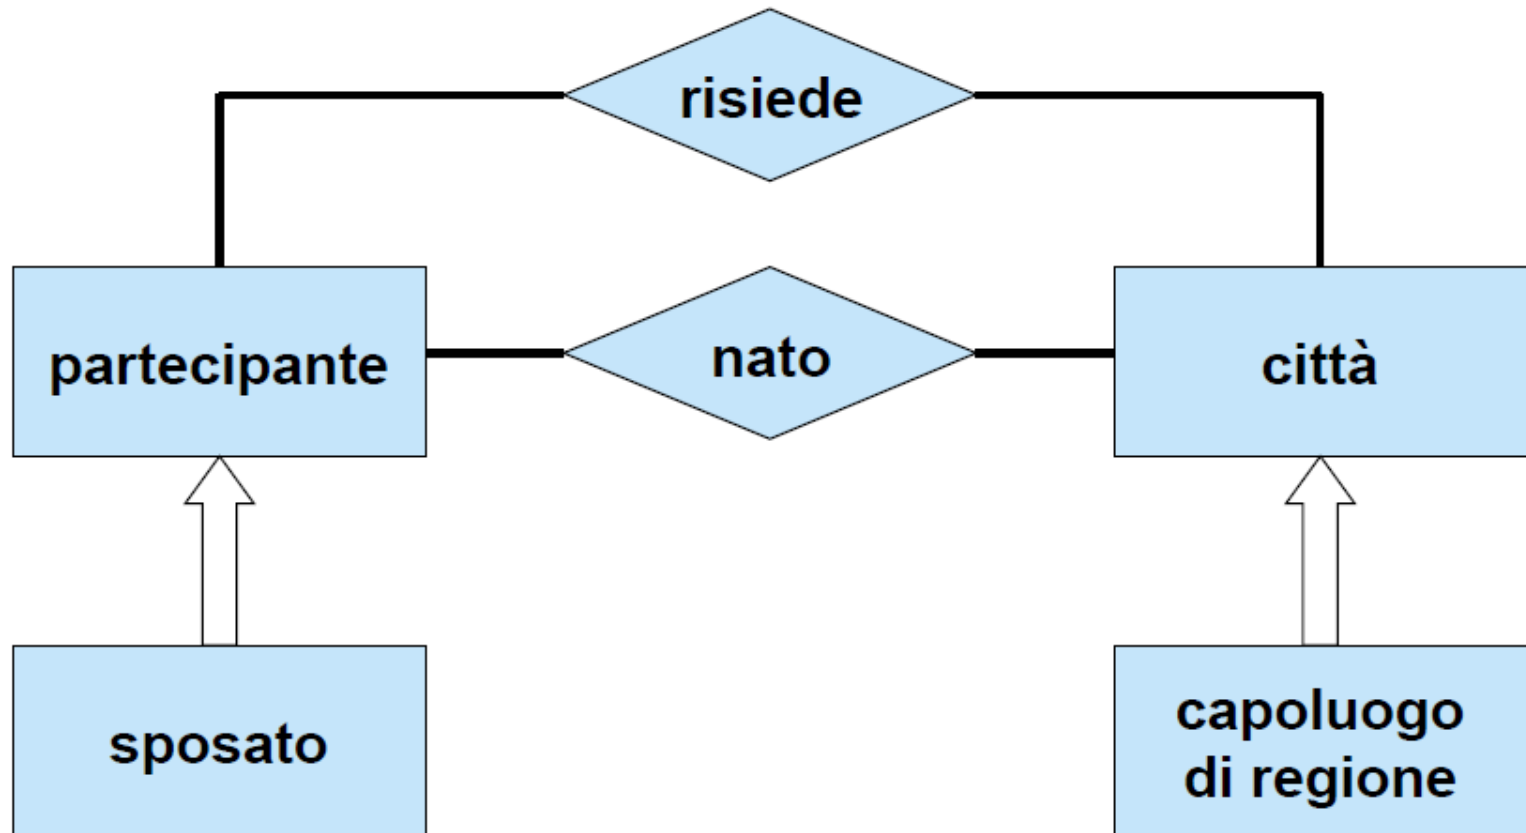 risiede
partecipante
nato
città
sposato
capoluogo
di regione